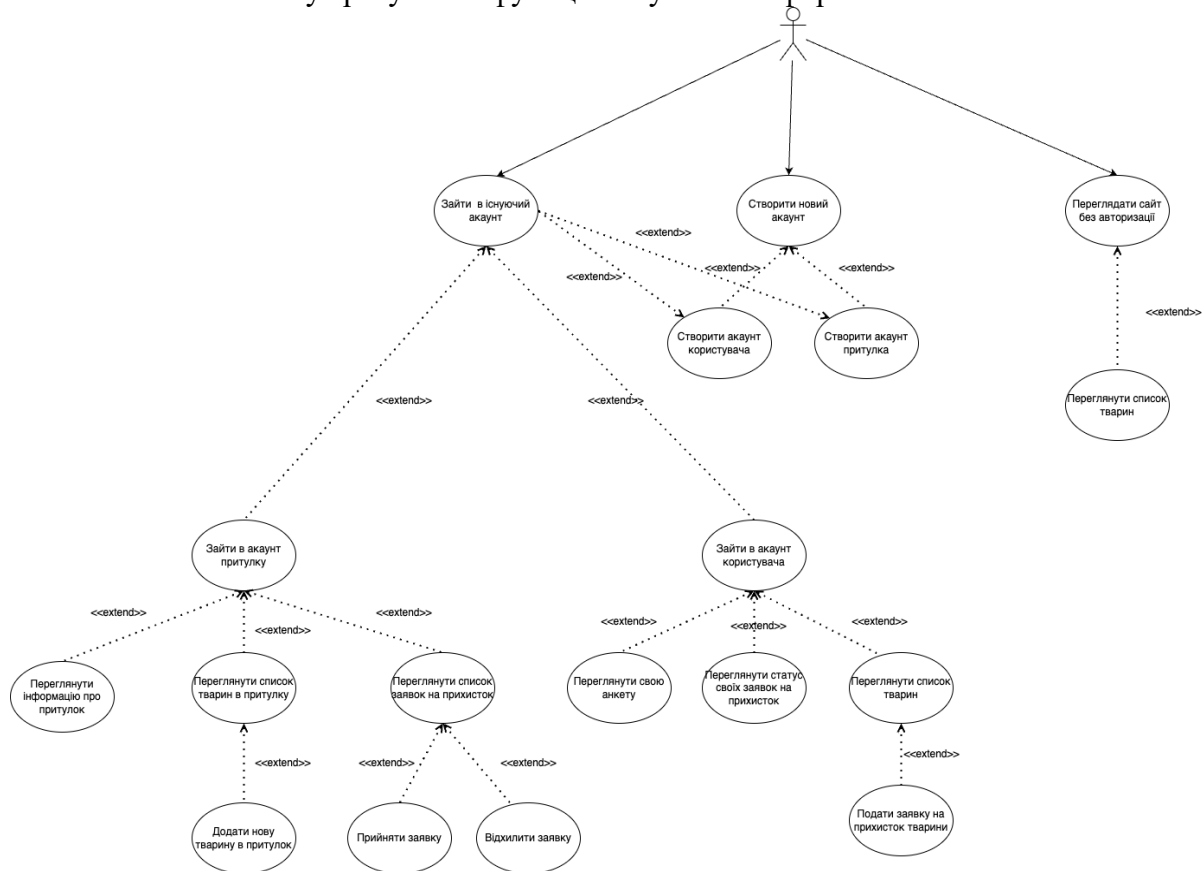 Зайти в існуючий
акаунт
Створити новий
акаунт
Переглядати сайт
без авторизації
<<extend>>
<<extend>>
<<extend>>
<<extend>>
<<extend>>
Створити акаунт
користувача
Створити акаунт
притулка
Переглянути список
тварин
<<extend>>
<<extend>>
Зайти в акаунт
притулку
Зайти в акаунт
користувача
<<extend>>
<<extend>>
<<extend>>
<<extend>>
<<extend>>
<<extend>>
Переглянути
інформацію про
притулок
Переглянути список
тварин в притулку
Переглянути список
заявок на прихисток
Переглянути свою
анкету
Переглянути статус
своїх заявок на
прихисток
Переглянути список
тварин
<<extend>>
<<extend>>
<<extend>>
<<extend>>
Додати нову
тварину в притулок
Прийняти заявку
Відхилити заявку
Подати заявку на
прихисток тварини